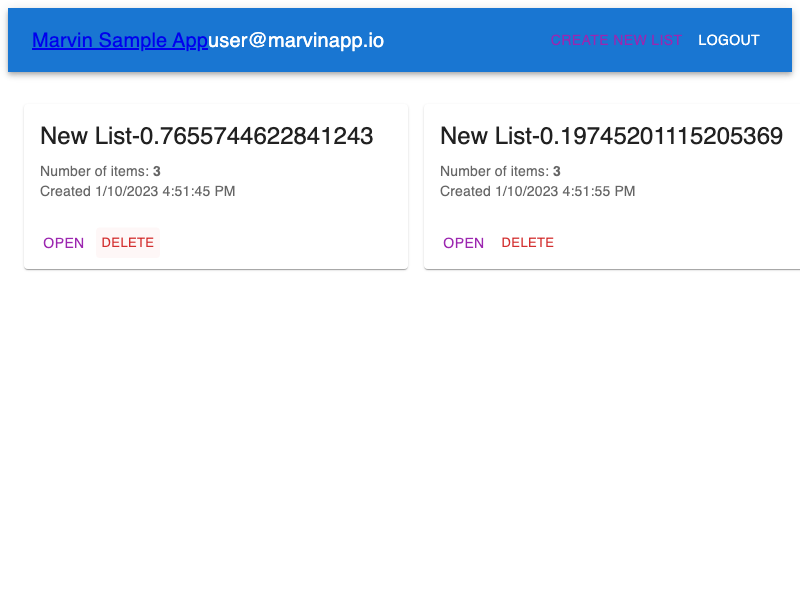 Marvin Sample Appuser@marvinapp.io CREATE NEW LIST LOGOUT
New List-0.7655744622841243
Number of items: 3
Created 1/10/2023 4:51:45 PM
OPEN DELETE
New List-0.19745201115205369
Number of items: 3
Created 1/10/2023 4:51:55 PM
OPEN DELETE